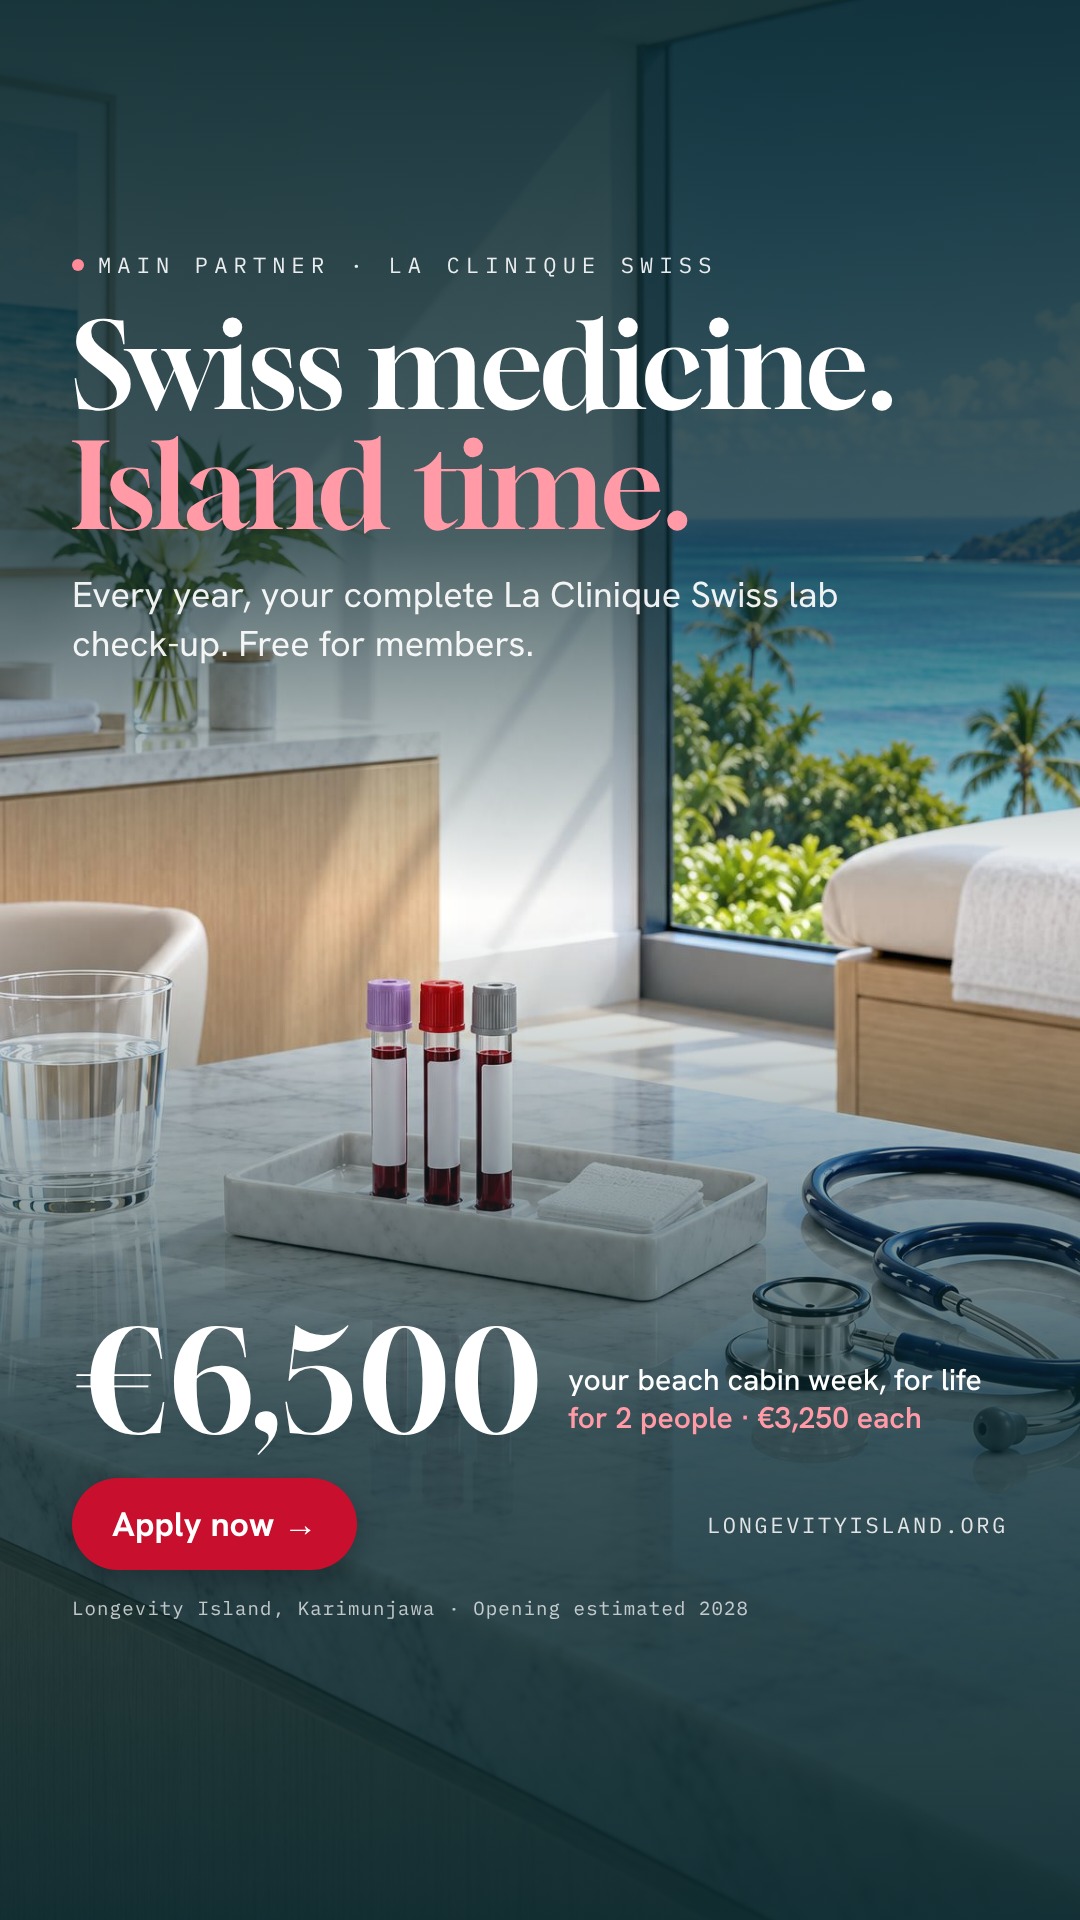 MAIN PARTNER · LA CLINIQUE SWISS
Swiss medicine.
Island time.
Every year, your complete La Clinique Swiss lab
check-up. Free for members.
€6,500
your beach cabin week, for life
for 2 people · €3,250 each
Apply now →
LONGEVITYISLAND.ORG
Longevity Island, Karimunjawa · Opening estimated 2028